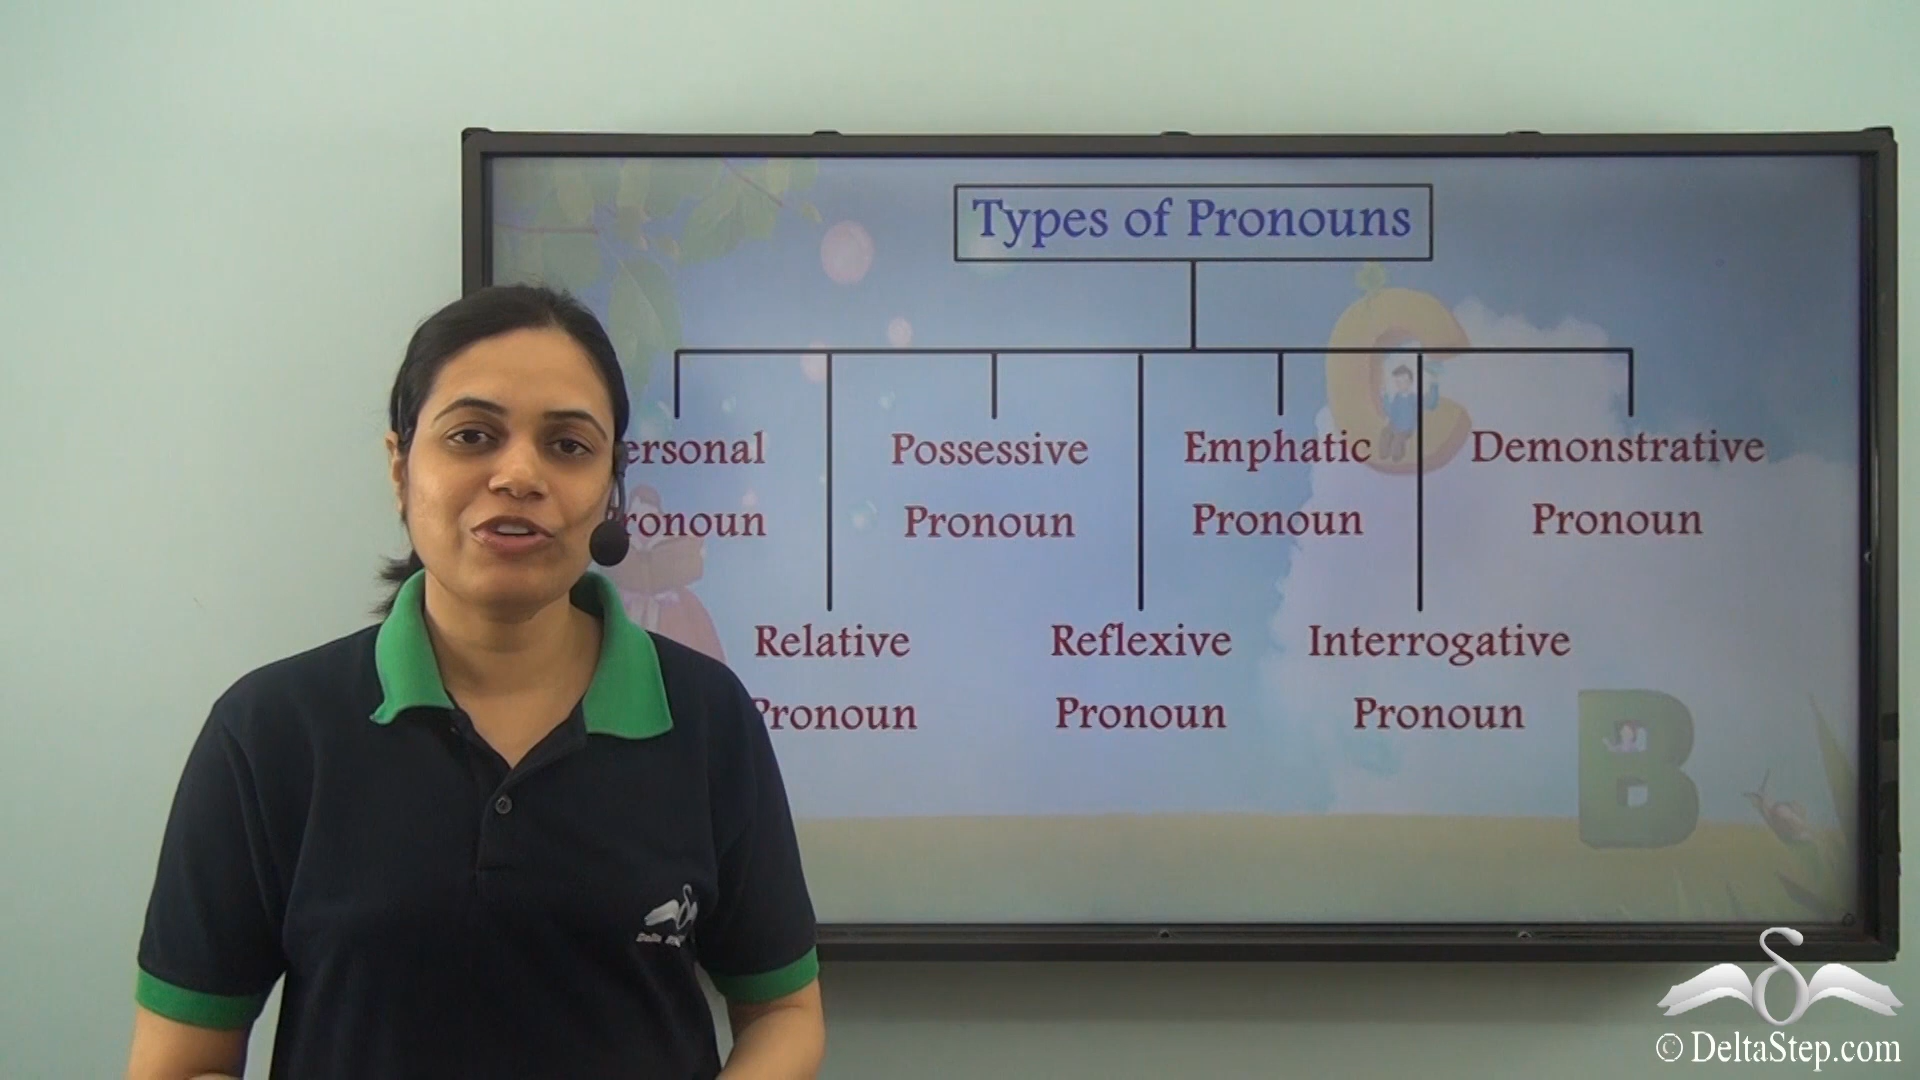 Types of Pronouns
ersonal Possessive Emphatic Demonstrative
ronoun Pronoun Pronoun Pronoun
Relative Reflexive Interrogative
Pronoun Pronoun Pronoun
© DeltaStep.com